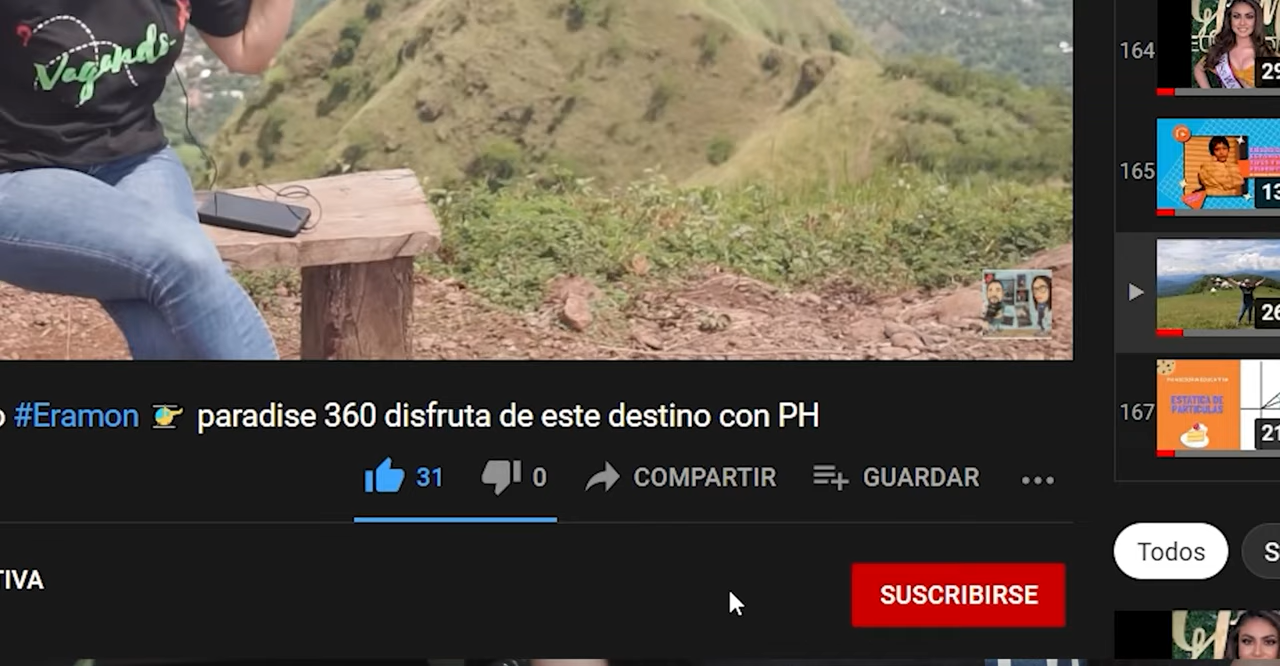 Vagando
164
29
165
13
26
#Eramon paradise 360 disfruta de este destino con PH
167
ESTATICA DE
PARTICULAS
21
31
0
COMPARTIR
GUARDAR
Todos
S
TIVA
SUSCRIBIRSE